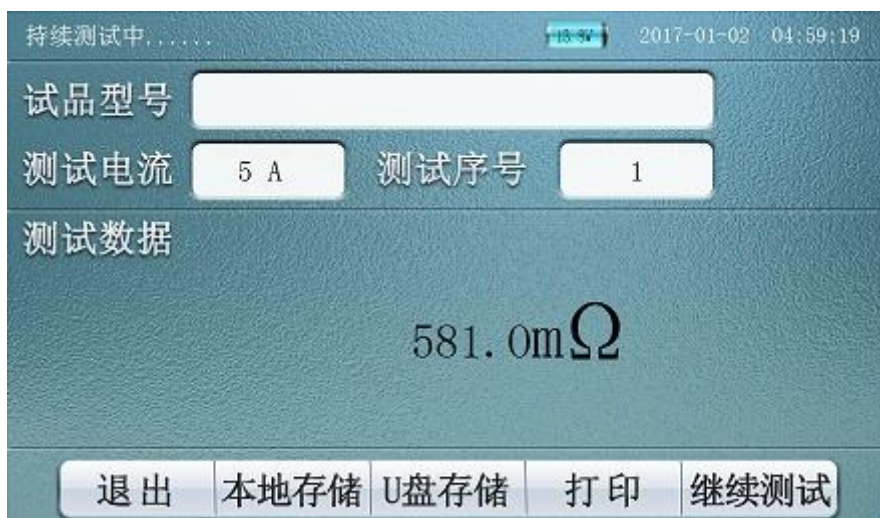 持续测试中...... 13.9V 2017-01-02 04:59:19
试品型号
测试电流 5 A 测试序号 1
测试数据
581.0mΩ
退出 本地存储 U盘存储 打印 继续测试